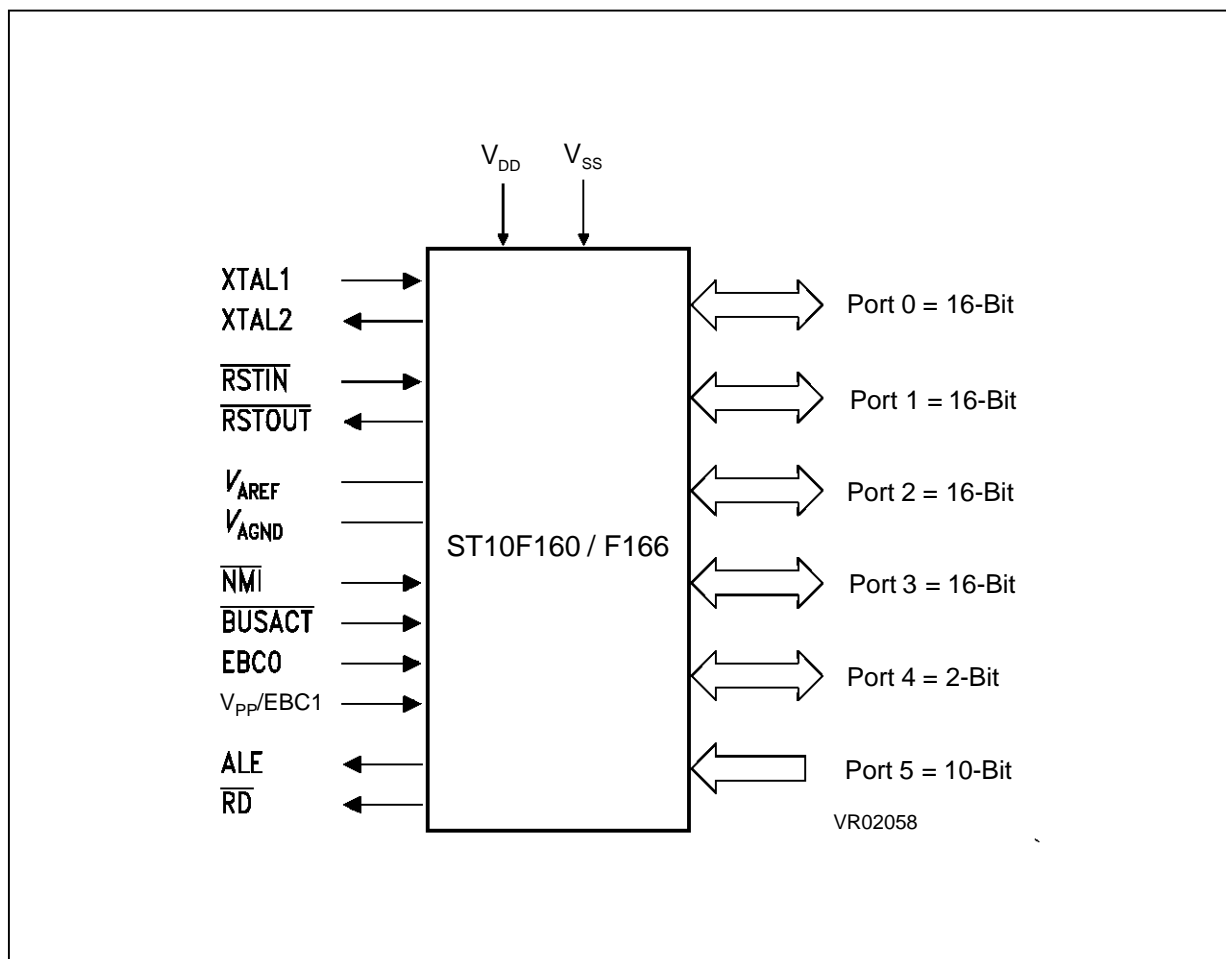 V_DD V_SS
XTAL1
XTAL2
RSTIN
RSTOUT
V_AREF
V_AGND
NMI
BUSACT
EBC0
V_PP/EBC1
ALE
RD
ST10F160 / F166
Port 0 = 16-Bit
Port 1 = 16-Bit
Port 2 = 16-Bit
Port 3 = 16-Bit
Port 4 = 2-Bit
Port 5 = 10-Bit
VR02058